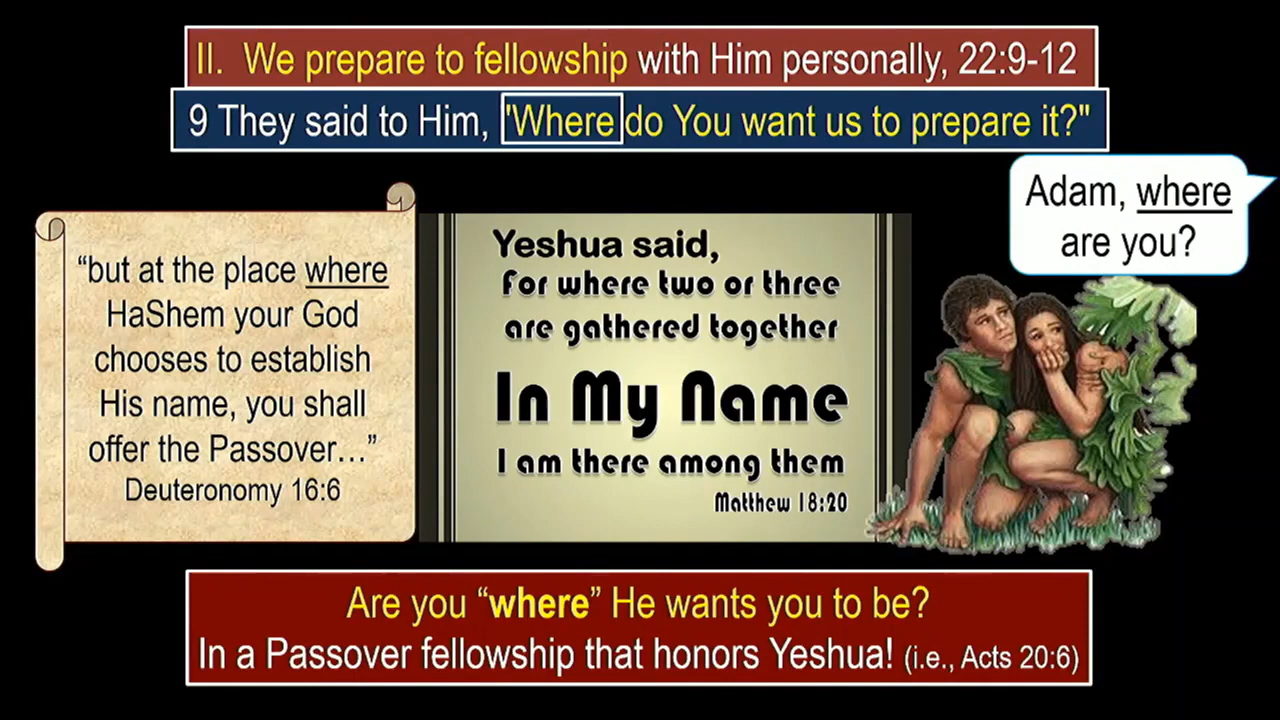 II. We prepare to fellowship with Him personally, 22:9-12
9 They said to Him, "Where do You want us to prepare it?"
Adam, where
are you?
“but at the place where
HaShem your God
chooses to establish
His name, you shall
offer the Passover…”
Deuteronomy 16:6
Yeshua said,
For where two or three
are gathered together
In My Name
I am there among them
Matthew 18:20
Are you “where” He wants you to be?
In a Passover fellowship that honors Yeshua! (i.e., Acts 20:6)